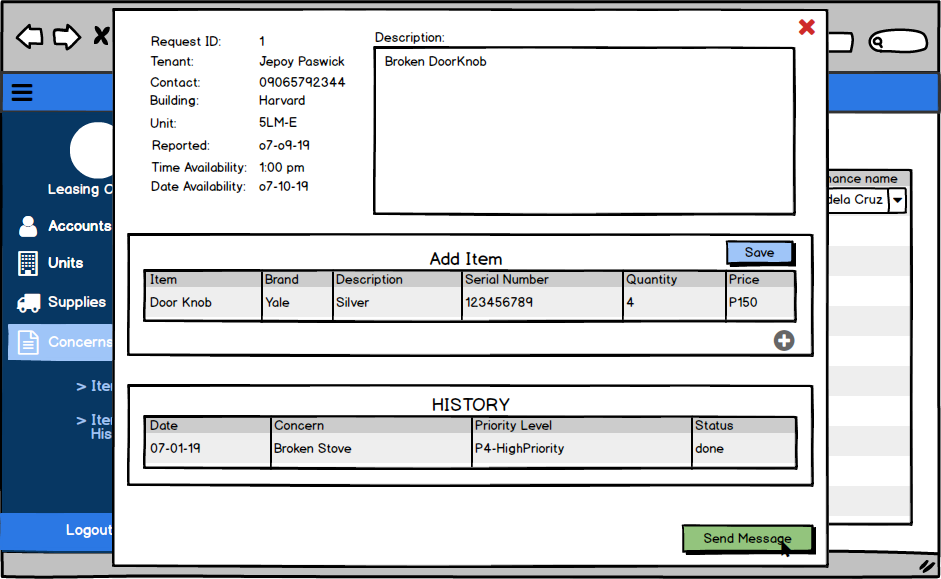 Request ID: 1
Tenant: Jepoy Paswick
Contact: 09065792344
Building: Harvard
Unit: 5LM-E
Reported: 07-09-19
Time Availability: 1:00 pm
Date Availability: 07-10-19
Description:
Broken DoorKnob
Leasing O
Accounts
Units
Supplies
Concerns
> Ite
> Ite
His
Logout
nance name
dela Cruz
Add Item
Save
Item Brand Description Serial Number Quantity Price
Door Knob Yale Silver 123456789 4 P150
HISTORY
Date Concern Priority Level Status
07-01-19 Broken Stove P4-HighPriority done
Send Message